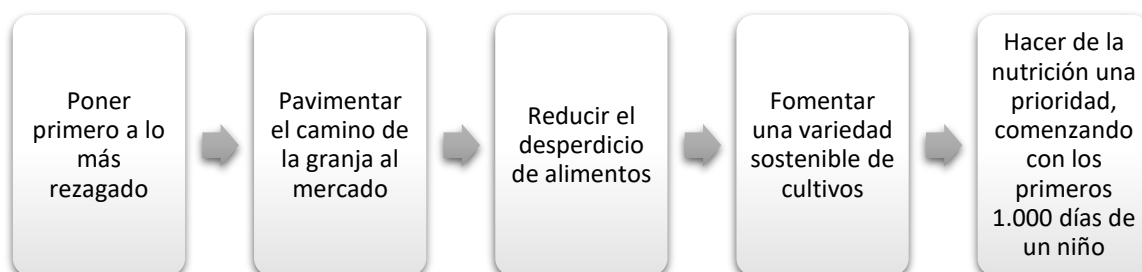 Poner
primero a lo
más
rezagado
Pavimentar
el camino de
la granja al
mercado
Reducir el
desperdicio
de alimentos
Fomentar
una variedad
sostenible de
cultivos
Hacer de la
nutrición una
prioridad,
comenzando
con los
primeros
1.000 días de
un niño